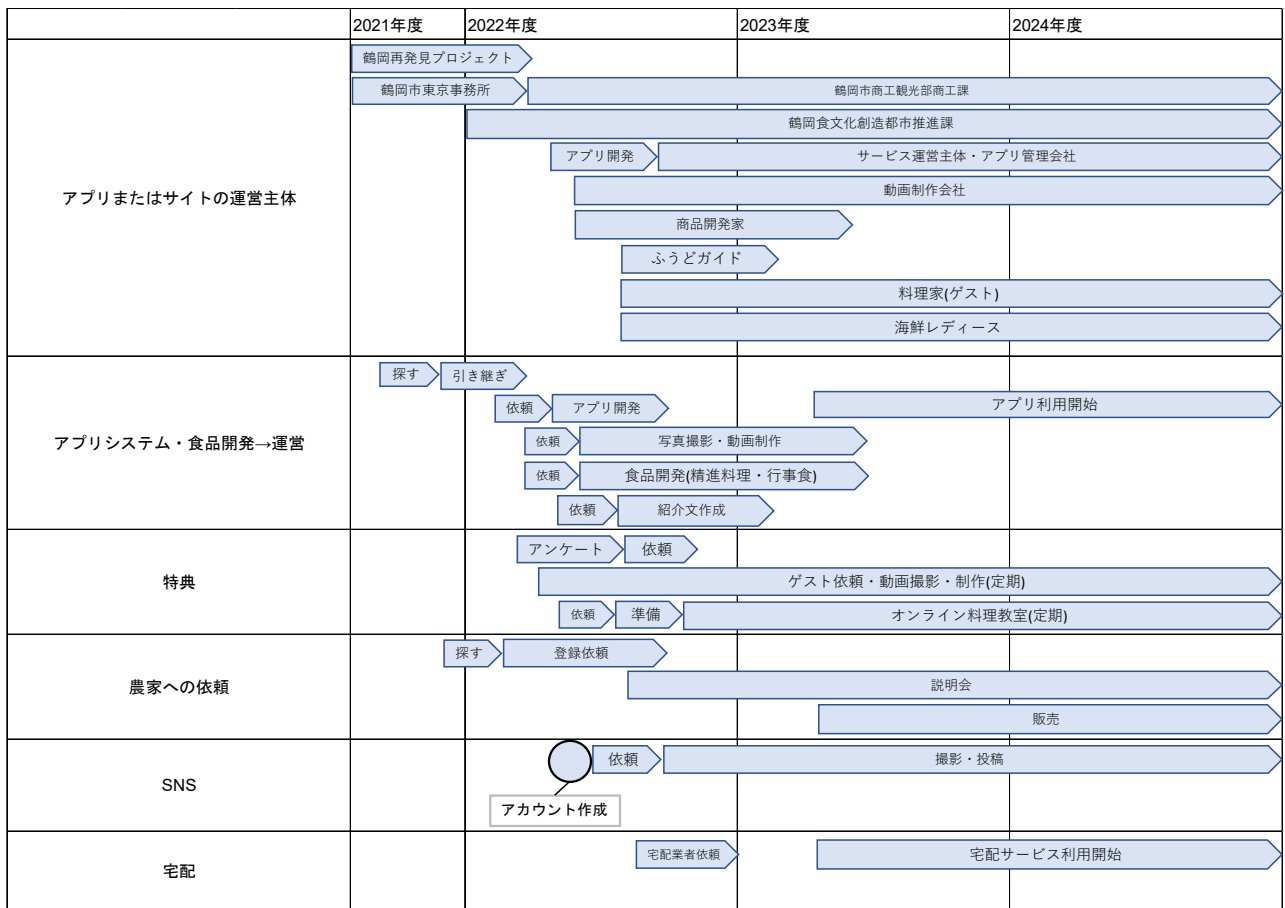 2021年度
2022年度
2023年度
2024年度
アプリまたはサイトの運営主体
鶴岡再発見プロジェクト
鶴岡市東京事務所
鶴岡市商工観光部商工課
鶴岡食文化創造都市推進課
アプリ開発
サービス運営主体・アプリ管理会社
動画制作会社
商品開発家
ふうどガイド
料理家(ゲスト)
海鮮レディース
アプリシステム・食品開発→運営
探す
引き継ぎ
依頼
アプリ開発
アプリ利用開始
依頼
写真撮影・動画制作
依頼
食品開発(精進料理・行事食)
依頼
紹介文作成
特典
アンケート
依頼
ゲスト依頼・動画撮影・制作(定期)
依頼
準備
オンライン料理教室(定期)
農家への依頼
探す
登録依頼
説明会
販売
SNS
依頼
撮影・投稿
アカウント作成
宅配
宅配業者依頼
宅配サービス利用開始